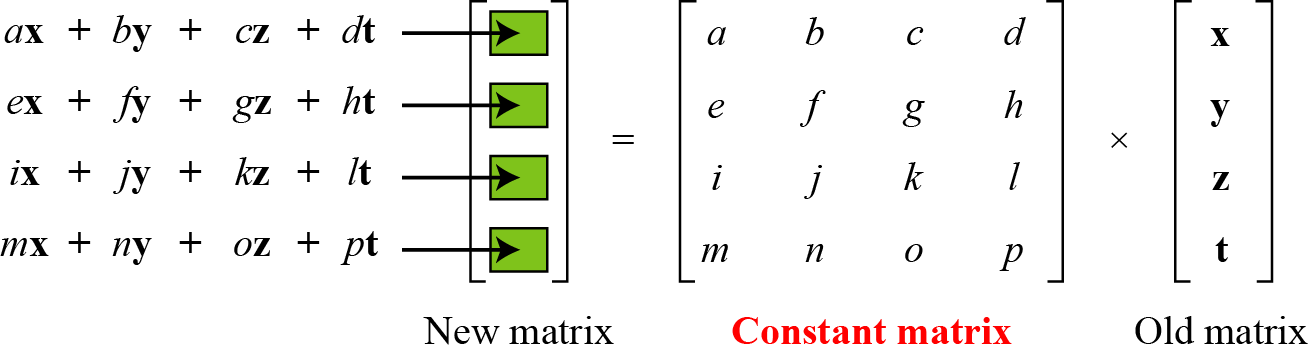 ax + by + cz + dt a b c d x
ex + fy + gz + ht e f g h y
= ×
ix + jy + kz + lt i j k l z
mx + ny + oz + pt m n o p t
New matrix Constant matrix Old matrix